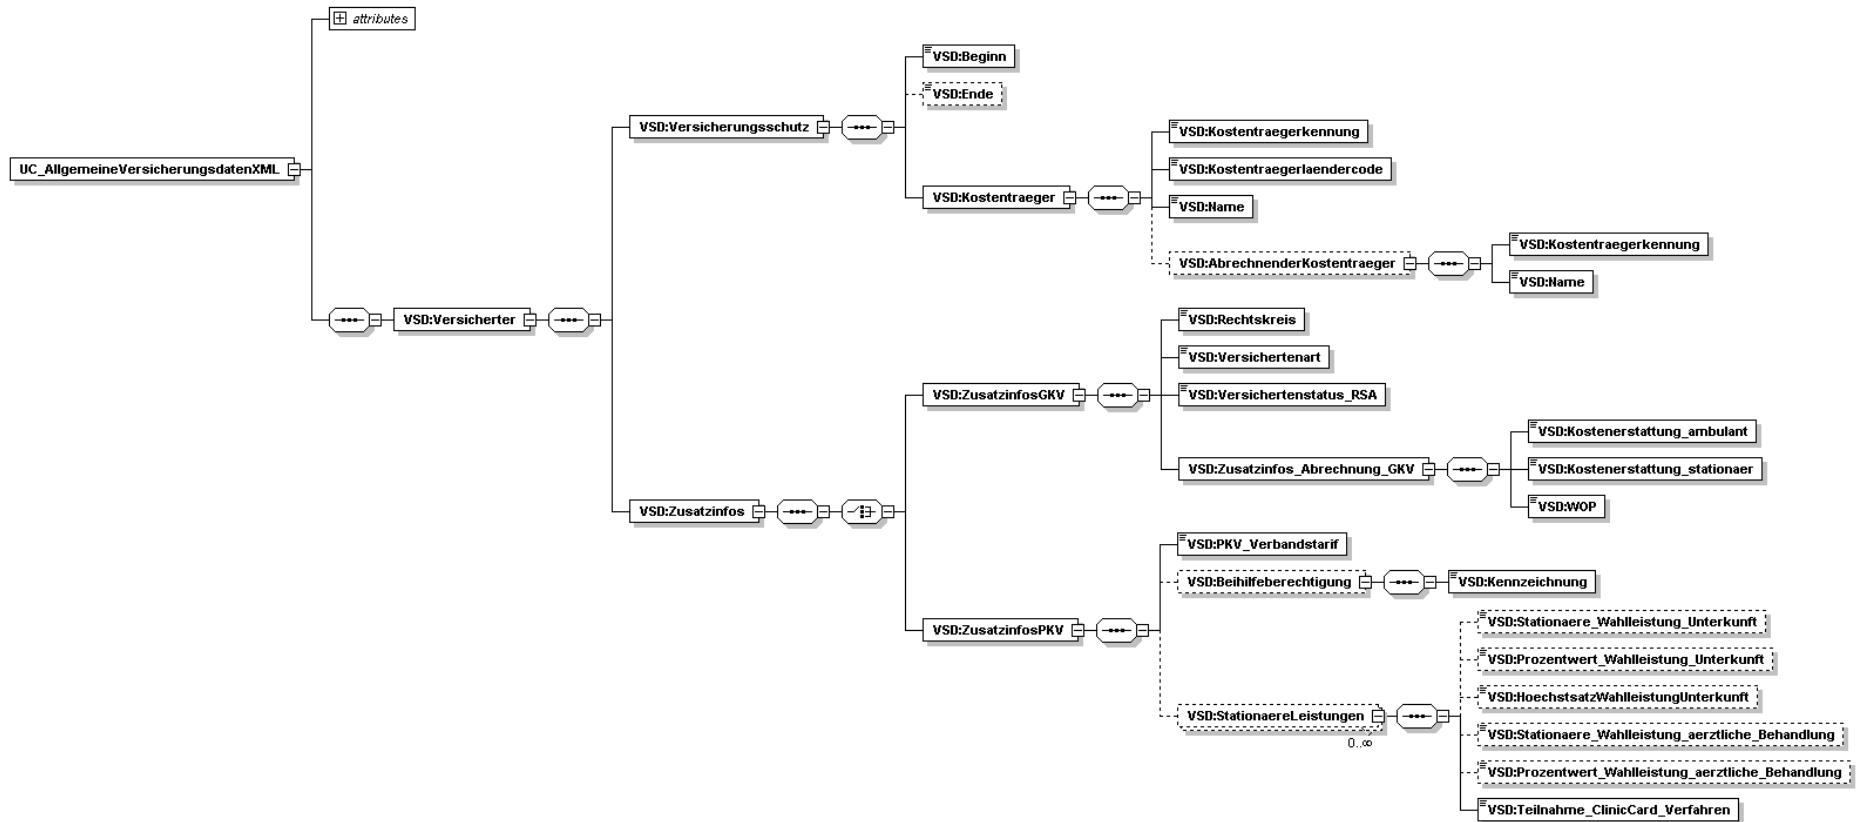 attributes
VSD:Beginn
VSD:Ende
VSD:Versicherungsschutz
VSD:Kostentraegerkennung
UC_AllgemeineVersicherungsdatenXML
VSD:Kostentraegerlaendercode
VSD:Kostentraeger
VSD:Name
VSD:Kostentraegerkennung
VSD:AbrechnenderKostentraeger
VSD:Name
VSD:Versicherter
VSD:Rechtskreis
VSD:Versichertenart
VSD:ZusatzinfosGKV
VSD:Versichertenstatus_RSA
VSD:Kostenerstattung_ambulant
VSD:Zusatzinfos_Abrechnung_GKV
VSD:Kostenerstattung_stationaer
VSD:WOP
VSD:Zusatzinfos
VSD:PKV_Verbandstarif
VSD:Beihilfeberechtigung
VSD:Kennzeichnung
VSD:ZusatzinfosPKV
VSD:Stationaere_Wahlleistung_Unterkunft
VSD:Prozentwert_Wahlleistung_Unterkunft
VSD:HoechstsatzWahlleistungUnterkunft
VSD:StationaereLeistungen
0..∞
VSD:Stationaere_Wahlleistung_aerztliche_Behandlung
VSD:Prozentwert_Wahlleistung_aerztliche_Behandlung
VSD:Teilnahme_ClinicCard_Verfahren